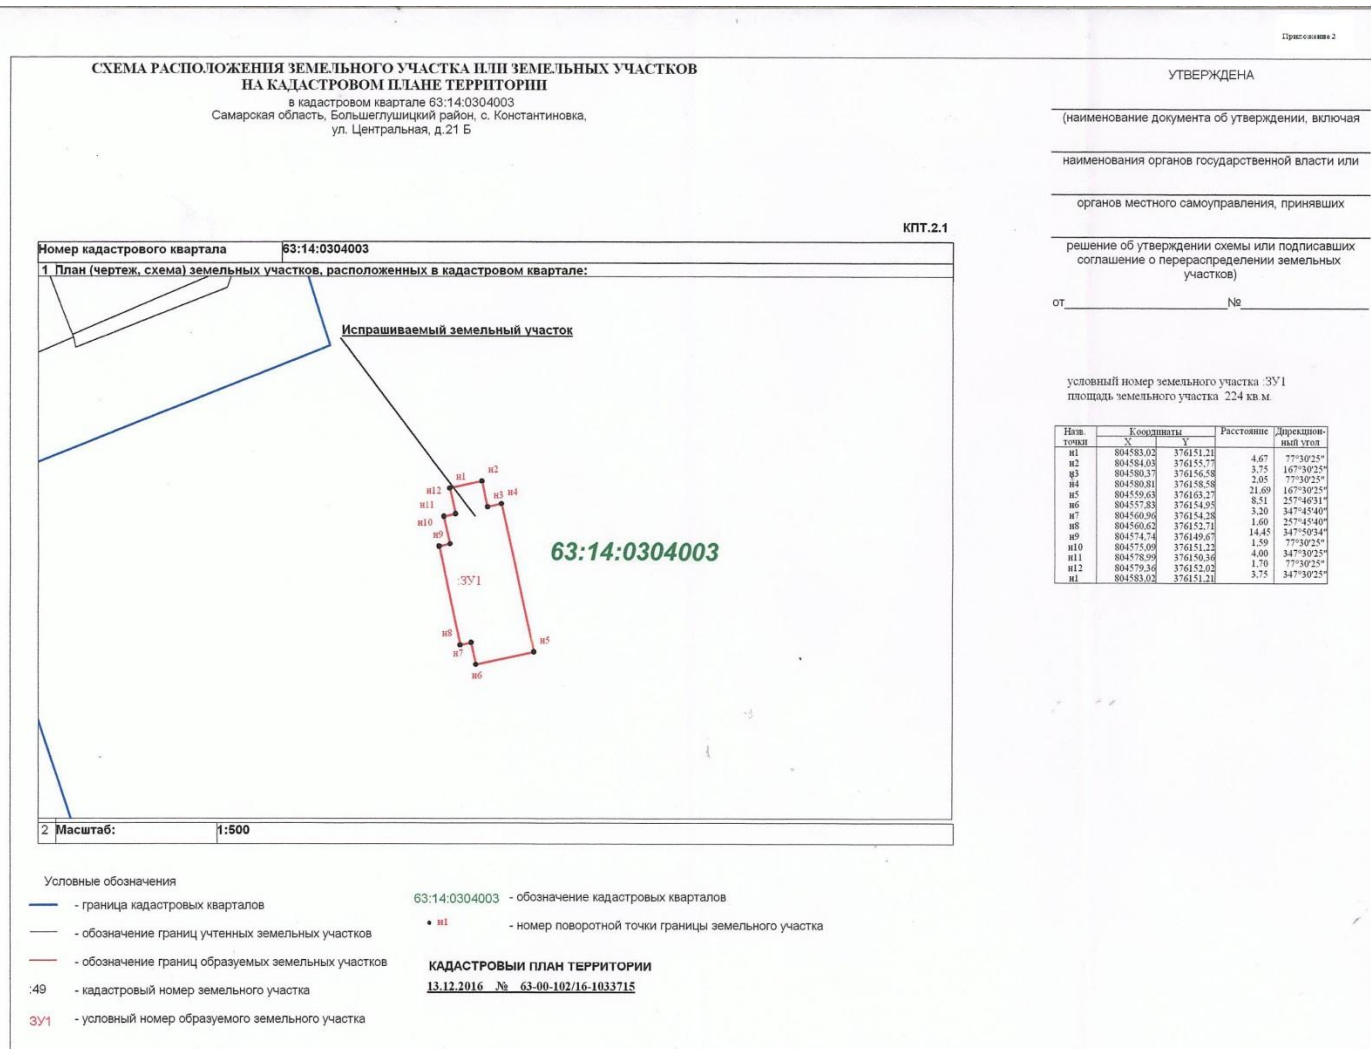 Приложение 2
СХЕМА РАСПОЛОЖЕНИЯ ЗЕМЕЛЬНОГО УЧАСТКА ИЛИ ЗЕМЕЛЬНЫХ УЧАСТКОВ
НА КАДАСТРОВОМ ПЛАНЕ ТЕРРИТОРИИ
в кадастровом квартале 63:14:0304003
Самарская область, Большеглушицкий район, с. Константиновка,
ул. Центральная, д.21 Б
УТВЕРЖДЕНА
(наименование документа об утверждении, включая
наименования органов государственной власти или
органов местного самоуправления, принявших
решение об утверждении схемы или подписавших
соглашение о перераспределении земельных
участков)
от №
КПТ.2.1
Номер кадастрового квартала 63:14:0304003
1 План (чертеж, схема) земельных участков, расположенных в кадастровом квартале:
Испрашиваемый земельный участок
н1
н2
н12
н3 н4
н11
н10
н9
63:14:0304003
:ЗУ1
н8
н5
н7
н6
2 Масштаб: 1:500
условный номер земельного участка :ЗУ1
площадь земельного участка 224 кв.м.
Назв. точки Координаты X Y Расстояние Дирекцион-ный угол
н1 804583,02 376151,21
4,67 77°30'25"
н2 804584,03 376155,77
3,75 167°30'25"
н3 804580,37 376156,58
2,05 77°30'25"
н4 804580,81 376158,58
21,69 167°30'25"
н5 804559,63 376163,27
8,51 257°46'31"
н6 804557,83 376154,95
3,20 347°45'40"
н7 804560,96 376154,28
1,60 257°45'40"
н8 804560,62 376152,71
14,45 347°50'34"
н9 804574,74 376149,67
1,59 77°30'25"
н10 804575,09 376151,22
4,00 347°30'25"
н11 804578,99 376150,36
1,70 77°30'25"
н12 804579,36 376152,02
3,75 347°30'25"
н1 804583,02 376151,21
Условные обозначения
- граница кадастровых кварталов
- обозначение границ учтенных земельных участков
- обозначение границ образуемых земельных участков
:49 - кадастровый номер земельного участка
ЗУ1 - условный номер образуемого земельного участка
63:14:0304003 - обозначение кадастровых кварталов
н1 - номер поворотной точки границы земельного участка
КАДАСТРОВЫЙ ПЛАН ТЕРРИТОРИИ
13.12.2016 № 63-00-102/16-1033715